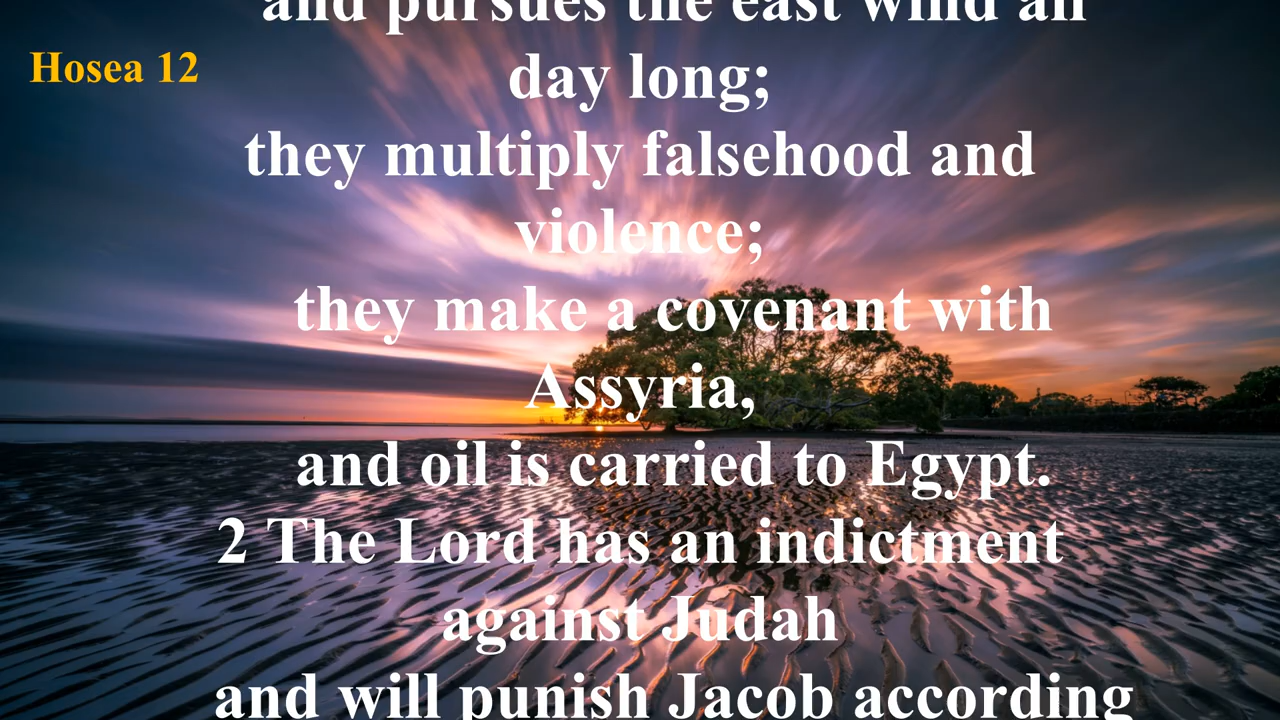 and pursues the east wind all
Hosea 12
day long;
they multiply falsehood and
violence;
they make a covenant with
Assyria,
and oil is carried to Egypt.
2 The Lord has an indictment
against Judah
and will punish Jacob according